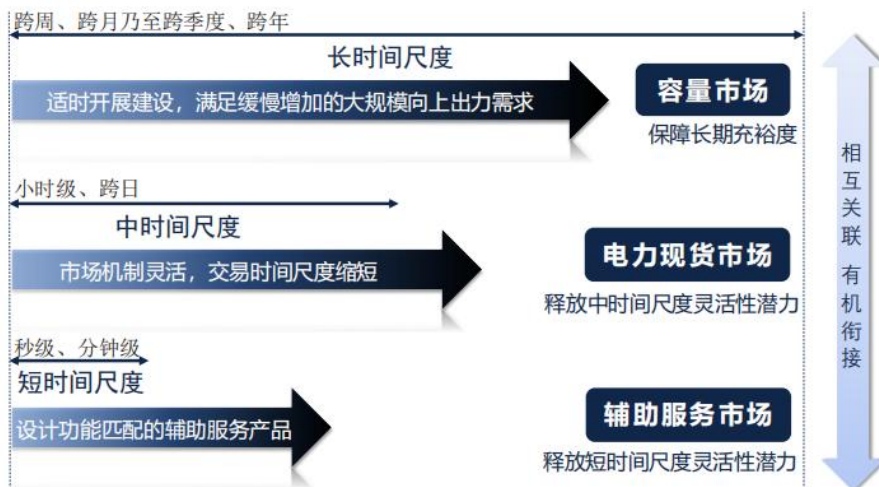 跨周、跨月乃至跨季度、跨年
长时间尺度
适时开展建设，满足缓慢增加的大规模向上出力需求
容量市场
保障长期充裕度
小时级、跨日
中时间尺度
市场机制灵活，交易时间尺度缩短
电力现货市场
释放中时间尺度灵活性潜力
秒级、分钟级
短时间尺度
设计功能匹配的辅助服务产品
辅助服务市场
释放短时间尺度灵活性潜力
相互关联 有机衔接